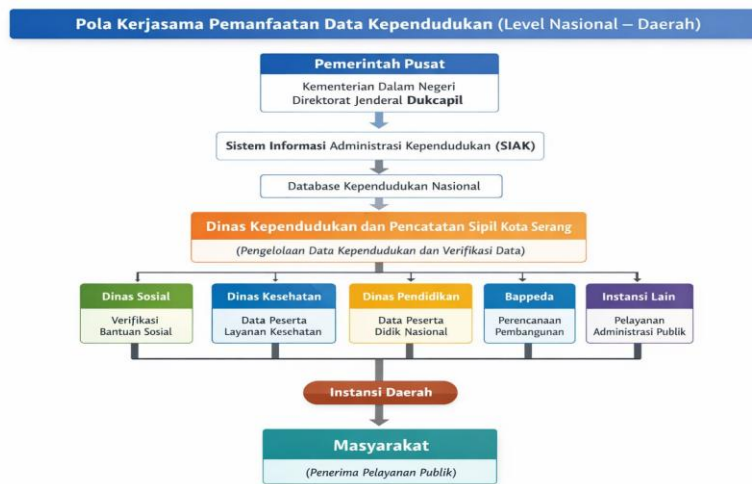 Pola Kerjasama Pemanfaatan Data Kependudukan (Level Nasional – Daerah)
Pemerintah Pusat
Kementerian Dalam Negeri
Direktorat Jenderal Dukcapil
Sistem Informasi Administrasi Kependudukan (SIAK)
Database Kependudukan Nasional
Dinas Kependudukan dan Pencatatan Sipil Kota Serang
(Pengelolaan Data Kependudukan dan Verifikasi Data)
Dinas Sosial
Verifikasi
Bantuan Sosial
Dinas Kesehatan
Data Peserta
Layanan Kesehatan
Dinas Pendidikan
Data Peserta
Didik Nasional
Bappeda
Perencanaan
Pembangunan
Instansi Lain
Pelayanan
Administrasi Publik
Instansi Daerah
Masyarakat
(Penerima Pelayanan Publik)